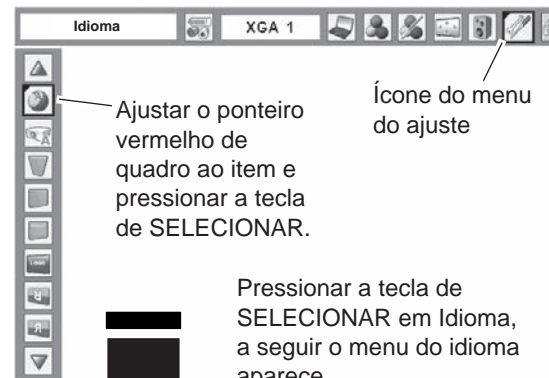 Idioma
XGA 1
Ícone do menu
do ajuste
Ajustar o ponteiro
vermelho de
quadro ao item e
pressionar a tecla
de SELECIONAR.
Pressionar a tecla de
SELECIONAR em Idioma,
a seguir o menu do idioma
aparece